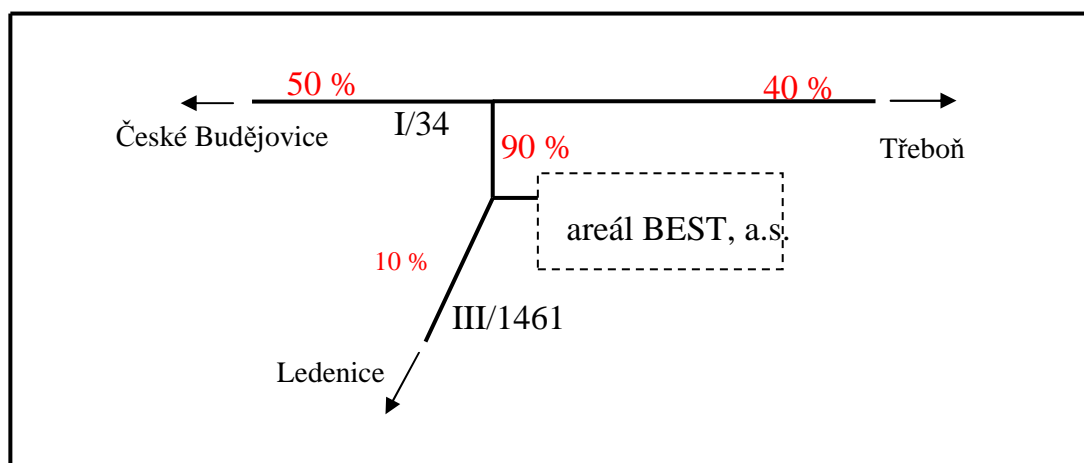 50 %
40 %
České Budějovice
I/34
90 %
Třeboň
areál BEST, a.s.
10 %
III/1461
Ledenice